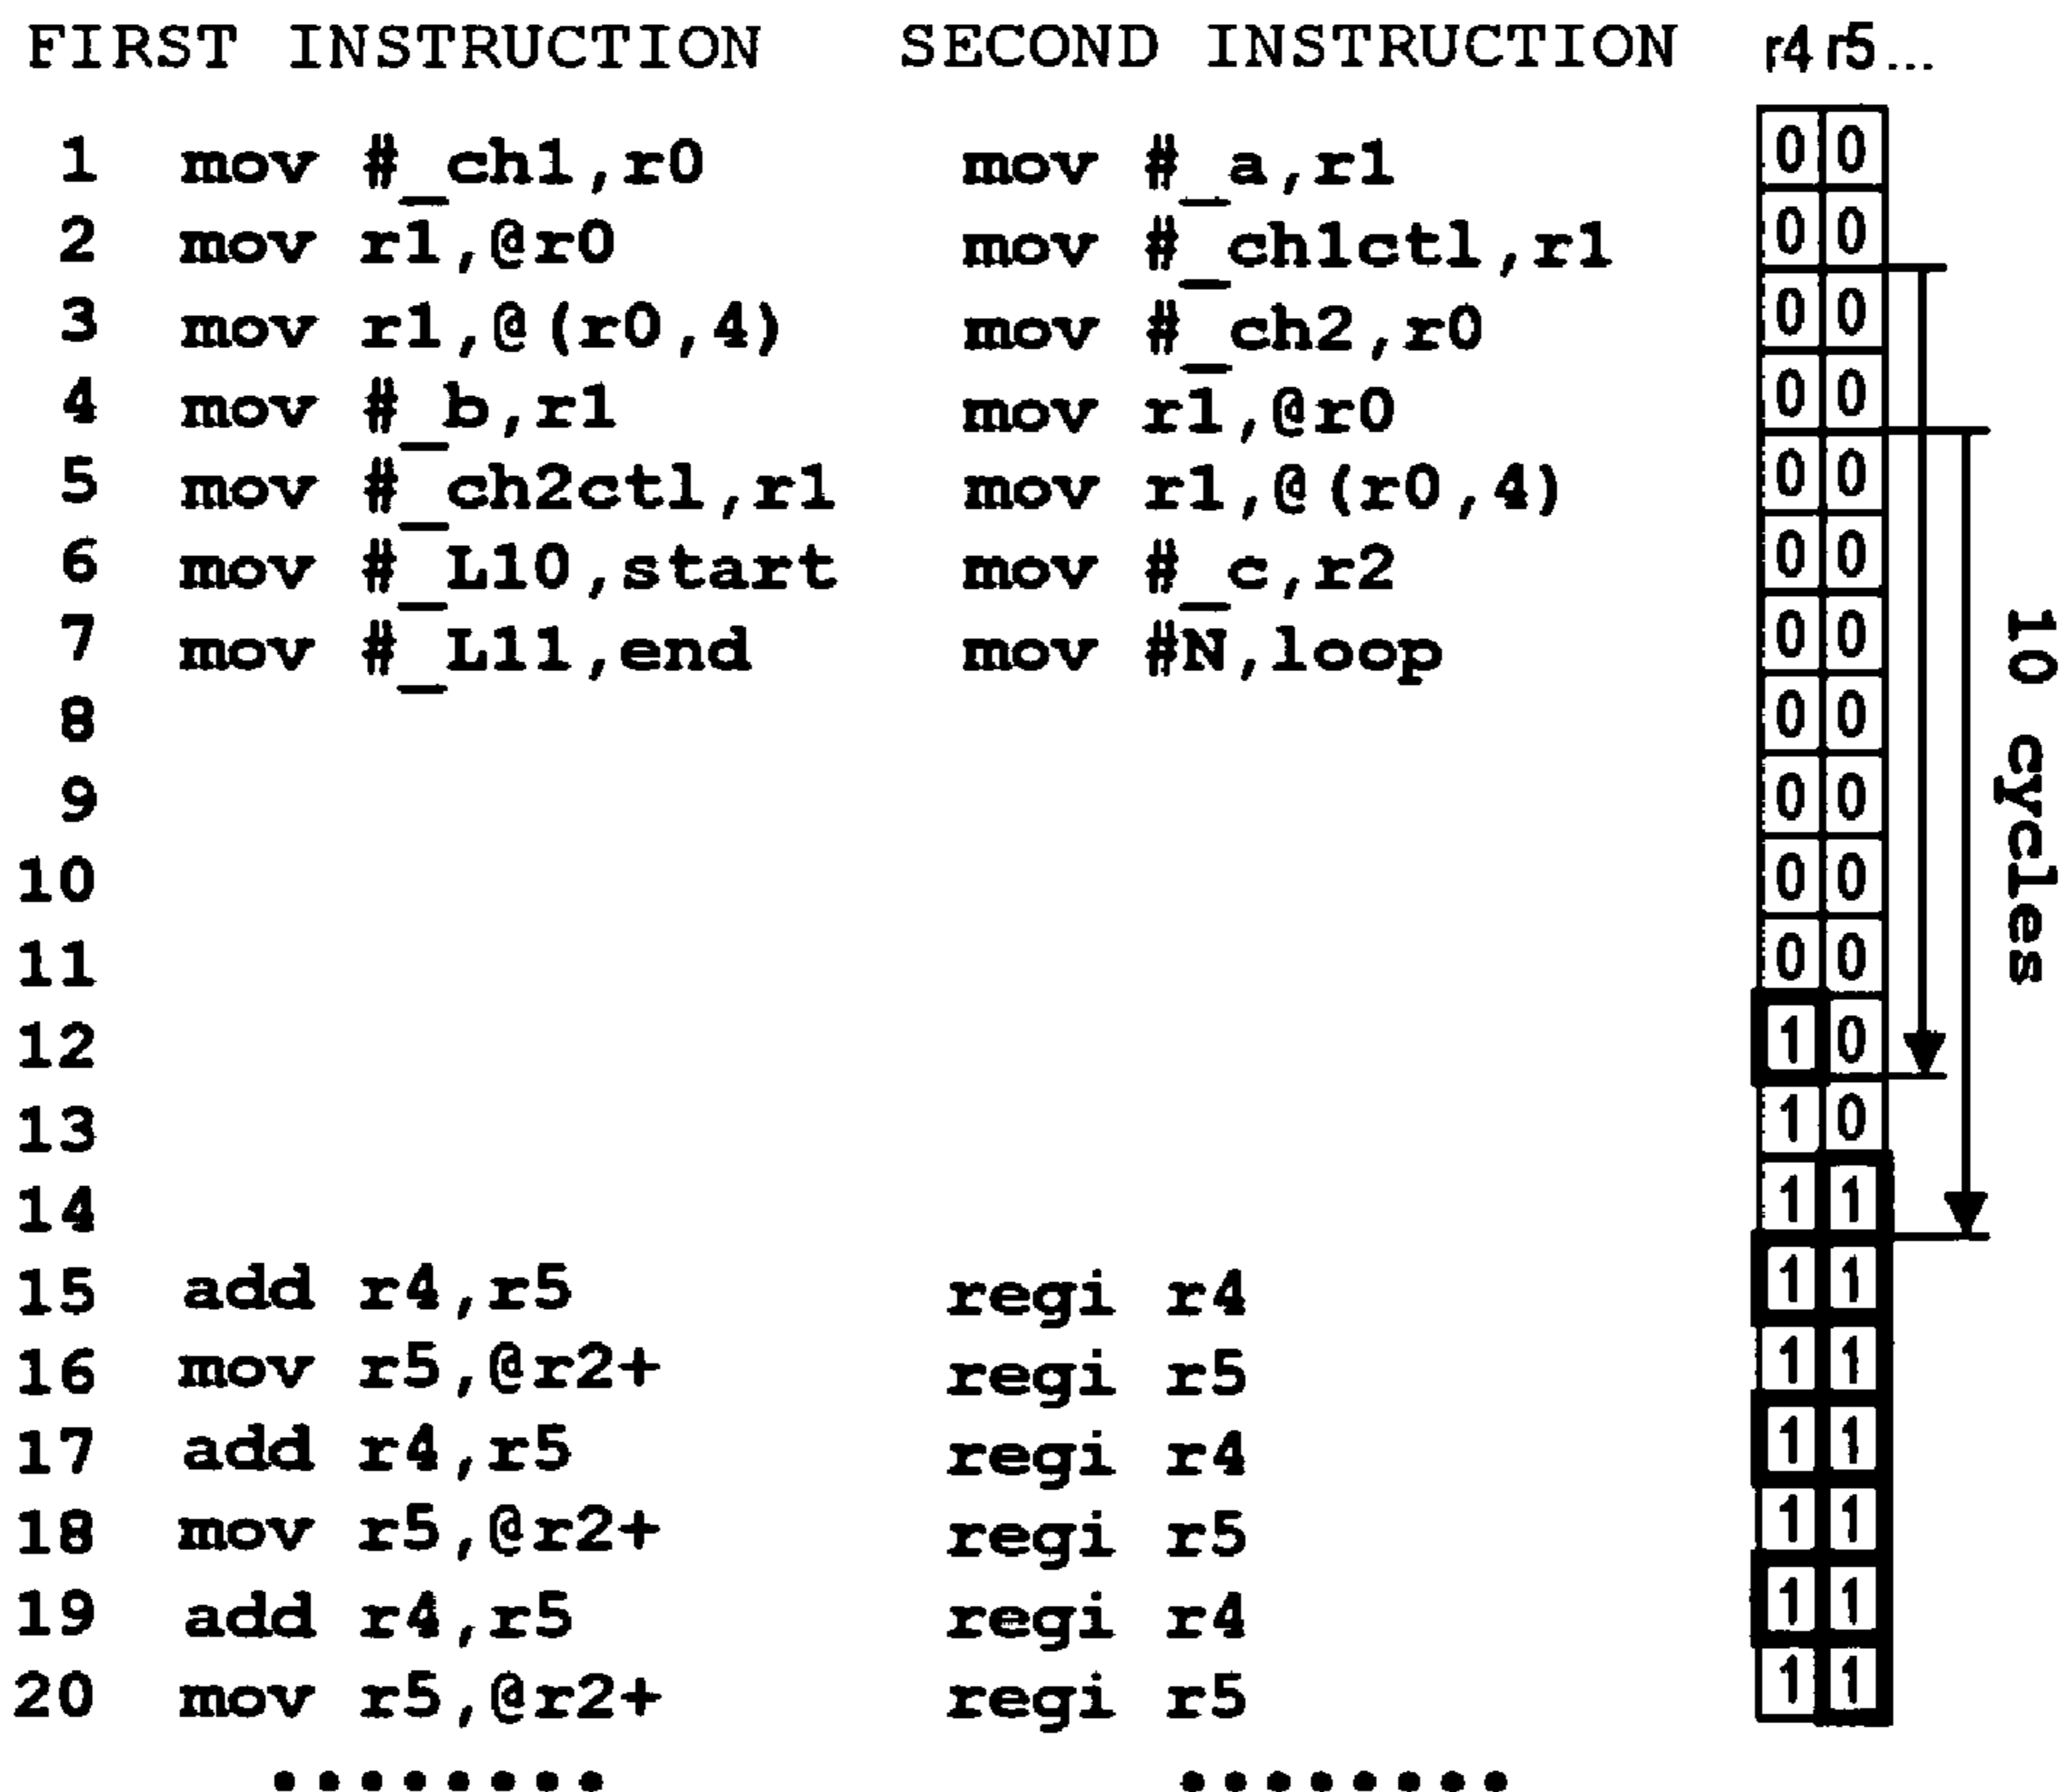 FIRST INSTRUCTION SECOND INSTRUCTION r4 r5...
1 mov #_ch1,r0 mov #_a,r1 0 0
2 mov r1,@r0 mov #_ch1ctl,r1 0 0
3 mov r1,@(r0,4) mov #_ch2,r0 0 0
4 mov #_b,r1 mov r1,@r0 0 0
5 mov #_ch2ctl,r1 mov r1,@(r0,4) 0 0
6 mov #_L10,start mov #_c,r2 0 0
7 mov #_L11,end mov #N,loop 0 0
8 0 0
9 0 0
10 0 0
11 0 0
12 1 0
13 1 0
14 1 1
15 add r4,r5 regi r4 1 1
16 mov r5,@r2+ regi r5 1 1
17 add r4,r5 regi r4 1 1
18 mov r5,@r2+ regi r5 1 1
19 add r4,r5 regi r4 1 1
20 mov r5,@r2+ regi r5 1 1
........ ........
10 cycles